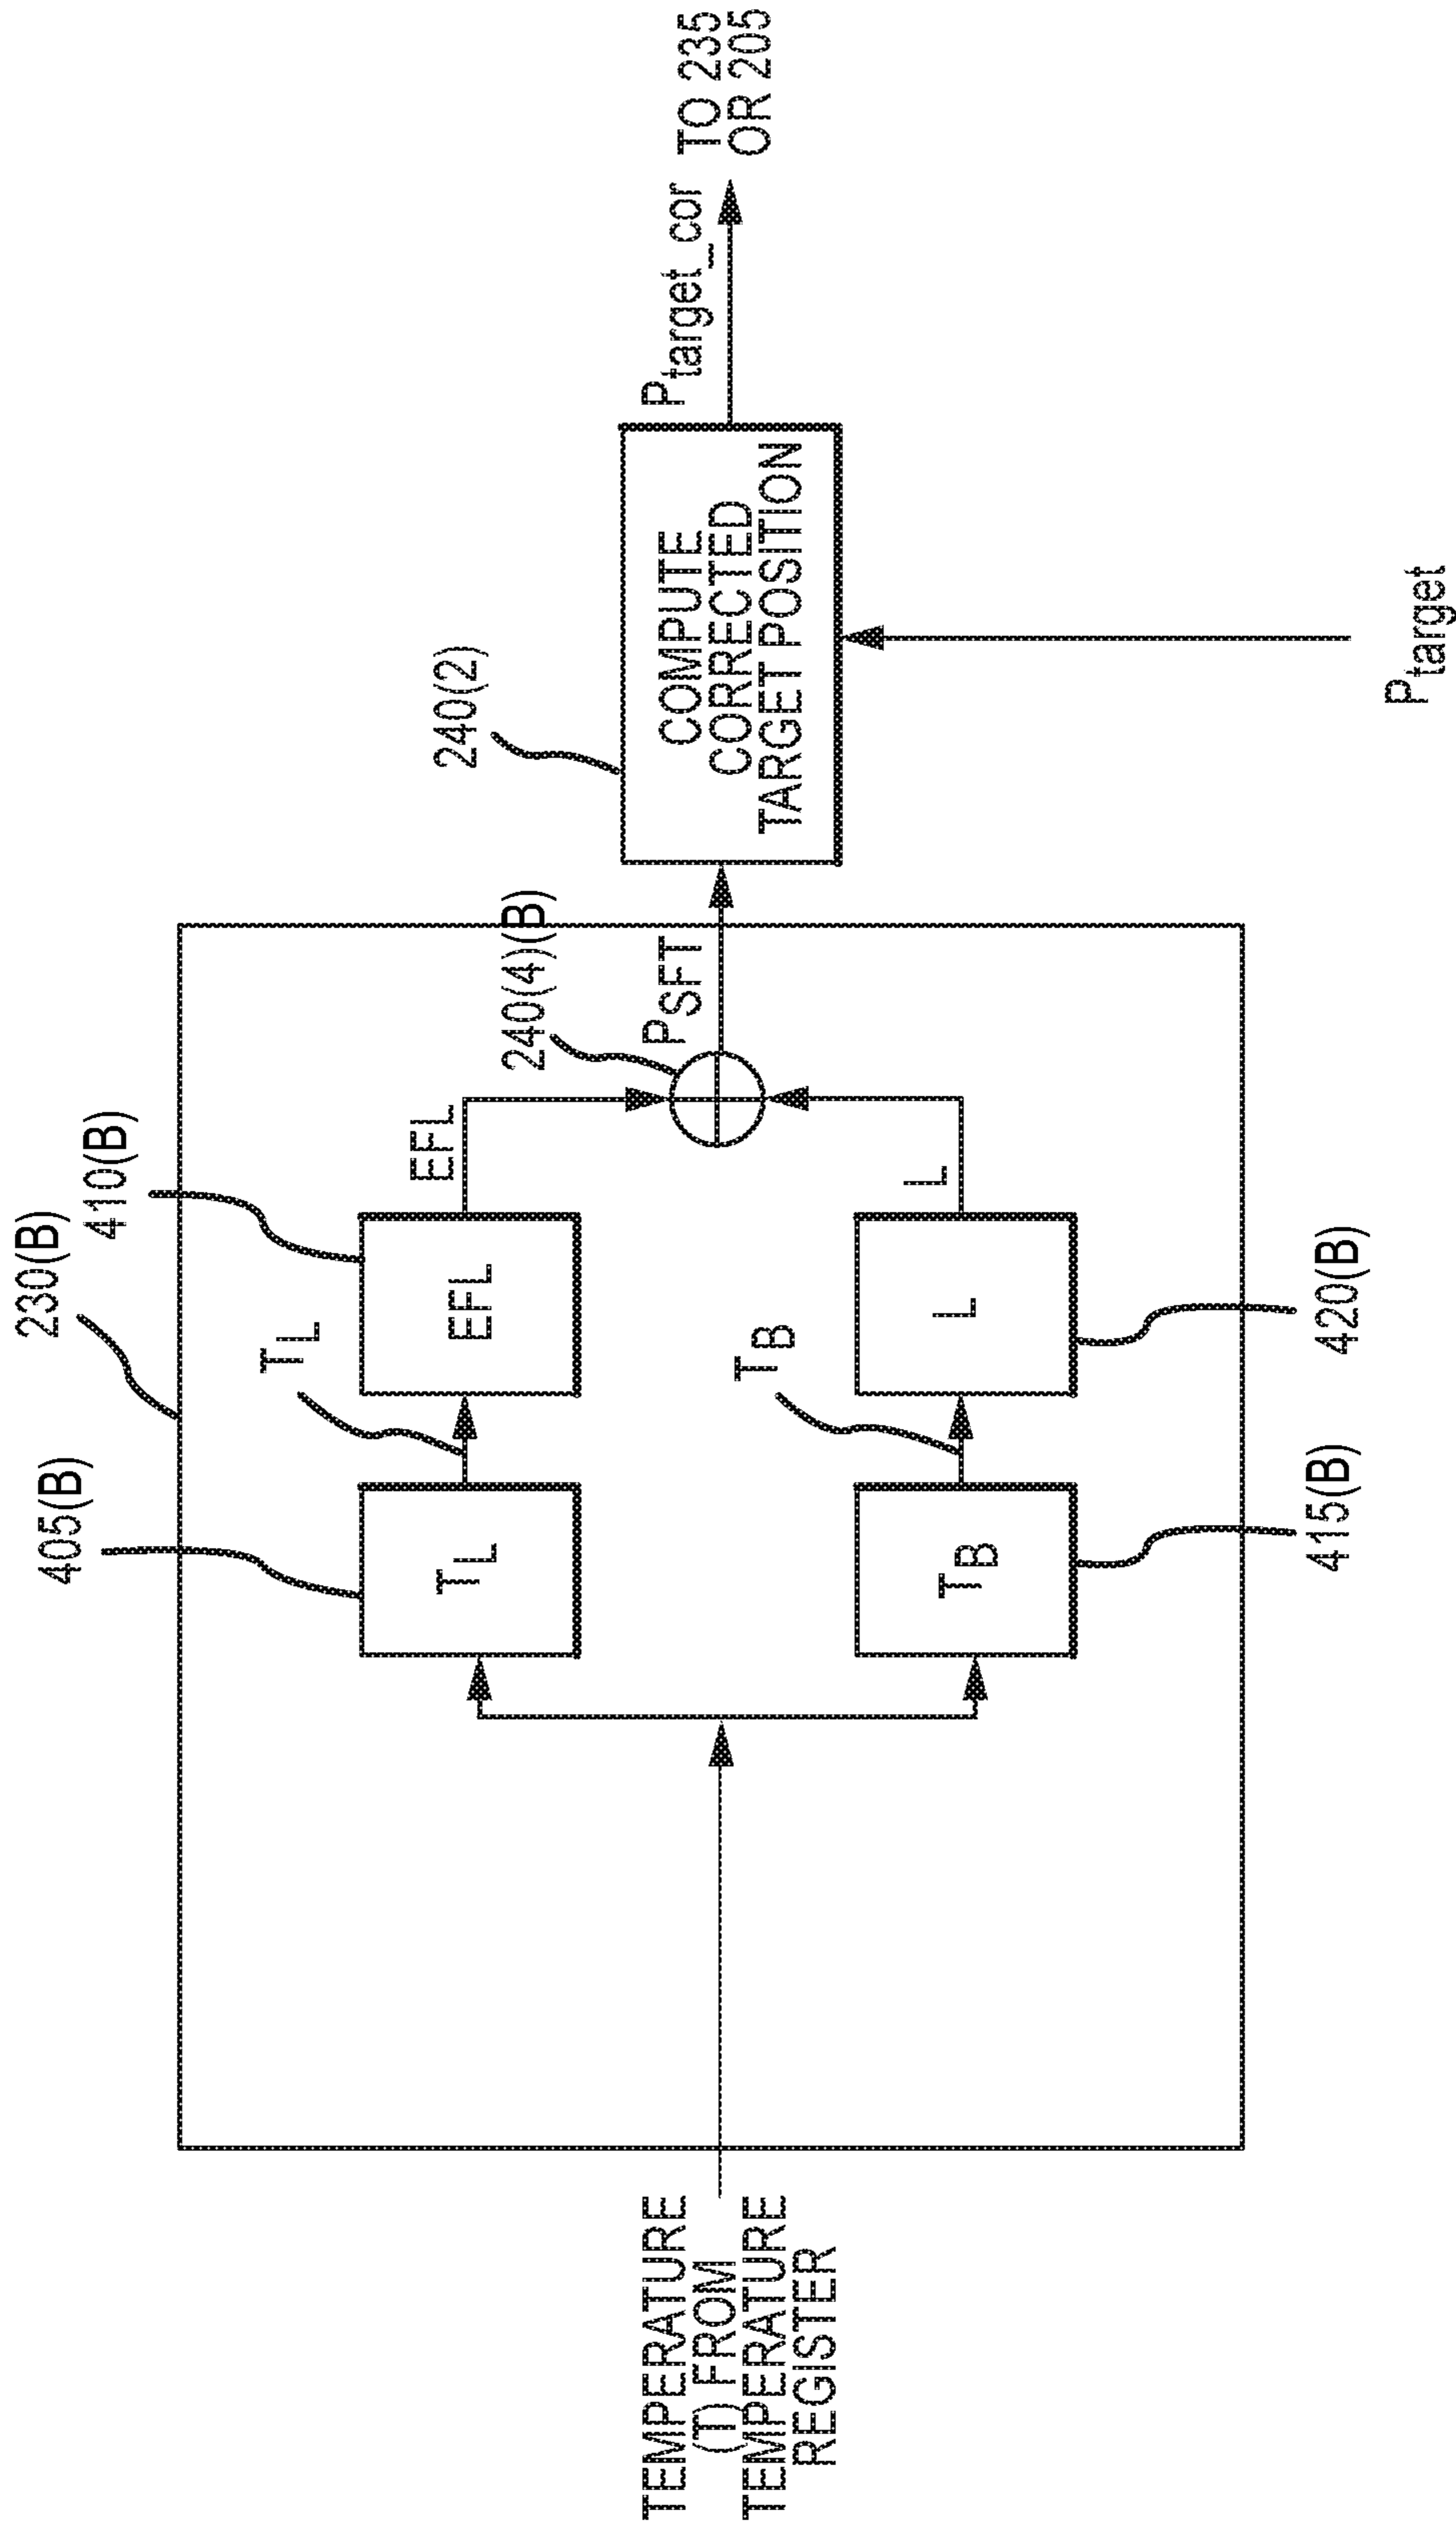 230(B)
405(B)
410(B)
240(4)(B)
240(2)
T_L
T_B
EFL
L
P_SFT
T_L
EFL
T_B
L
415(B)
420(B)
TEMPERATURE
(T) FROM
TEMPERATURE
REGISTER
COMPUTE
CORRECTED
TARGET POSITION
P_target_cor
TO 235
OR 205
P_target